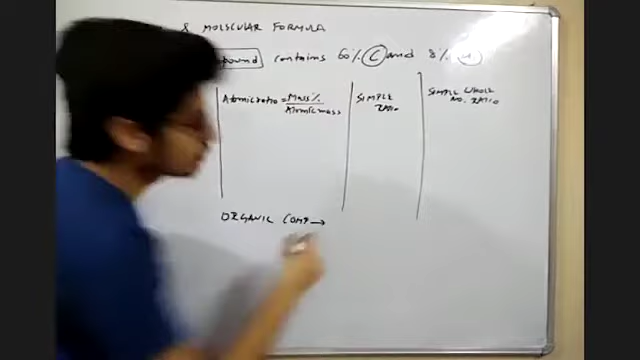 & MOLECULAR FORMULA
pound contains 60% C and 8% H
Atomic ratio = Mass% / Atomic mass
SIMPLE RATIO
SIMPLE WHOLE NO. RATIO
ORGANIC COMP →